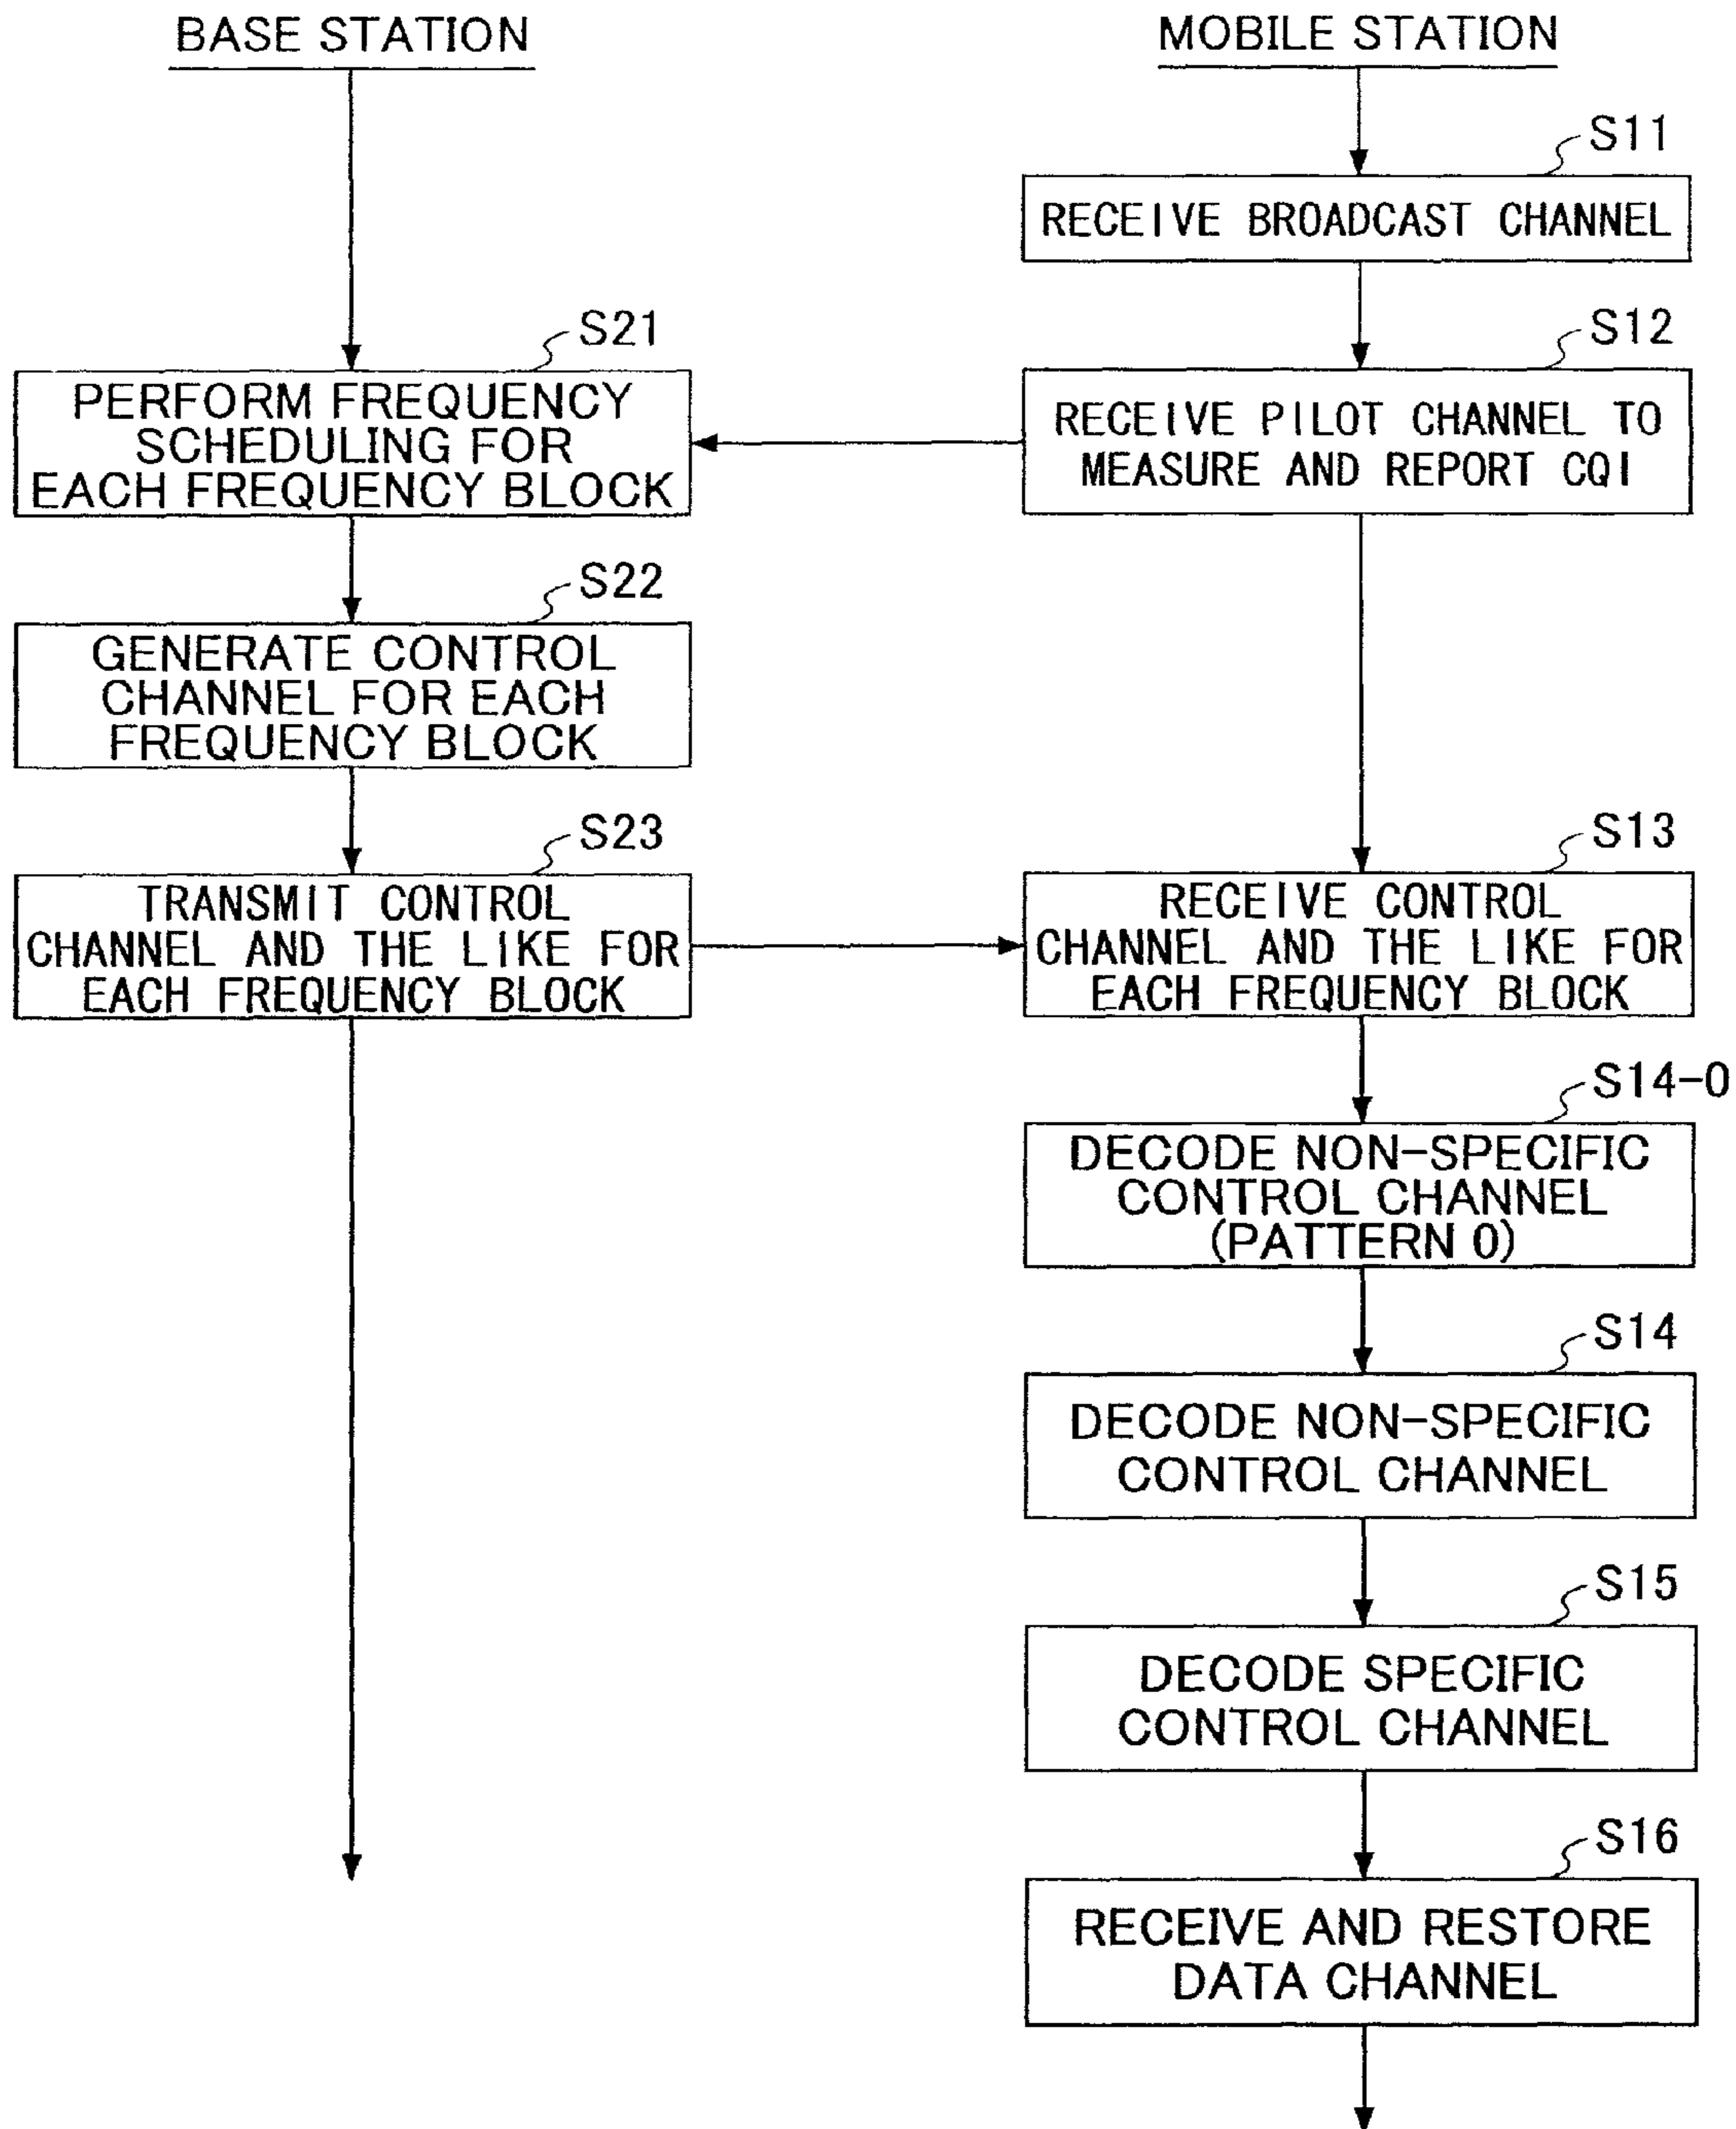 BASE STATION
MOBILE STATION
S11
RECEIVE BROADCAST CHANNEL
S21
PERFORM FREQUENCY
SCHEDULING FOR
EACH FREQUENCY BLOCK
S12
RECEIVE PILOT CHANNEL TO
MEASURE AND REPORT CQI
S22
GENERATE CONTROL
CHANNEL FOR EACH
FREQUENCY BLOCK
S23
TRANSMIT CONTROL
CHANNEL AND THE LIKE FOR
EACH FREQUENCY BLOCK
S13
RECEIVE CONTROL
CHANNEL AND THE LIKE FOR
EACH FREQUENCY BLOCK
S14-0
DECODE NON-SPECIFIC
CONTROL CHANNEL
(PATTERN 0)
S14
DECODE NON-SPECIFIC
CONTROL CHANNEL
S15
DECODE SPECIFIC
CONTROL CHANNEL
S16
RECEIVE AND RESTORE
DATA CHANNEL